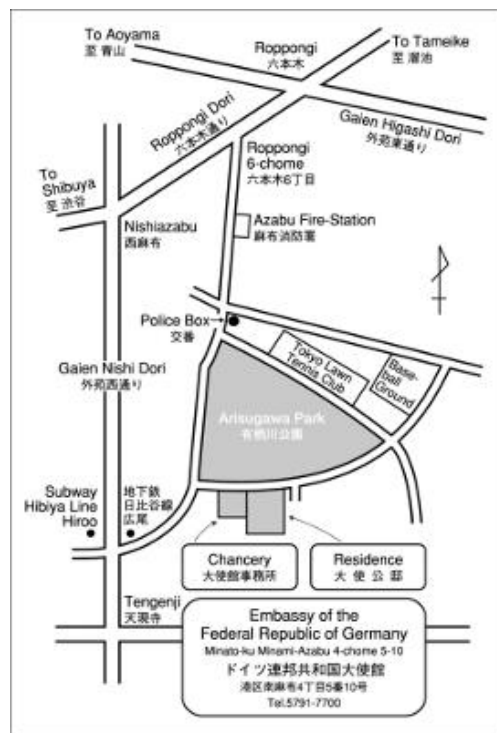 To Aoyama
至 青山
Roppongi
六本木
To Tameike
至 溜池
Roppongi Dori
六本木通り
Gaien Higashi Dori
外苑東通り
Roppongi
6-chome
六本木6丁目
To
Shibuya
至 渋谷
Nishiazabu
西麻布
Azabu Fire-Station
麻布消防署
Police Box
交番
Tokyo Lawn
Tennis Club
Base-
ball
Ground
Gaien Nishi Dori
外苑西通り
Arisugawa Park
有栖川公園
Subway
Hibiya Line
Hiroo
地下鉄
日比谷線
広尾
Chancery
大使館事務所
Residence
大 使 公 邸
Tengenji
天現寺
Embassy of the
Federal Republic of Germany
Minato-ku Minami-Azabu 4-chome 5-10
ドイツ連邦共和国大使館
港区南麻布4丁目5番10号
Tel.5791-7700